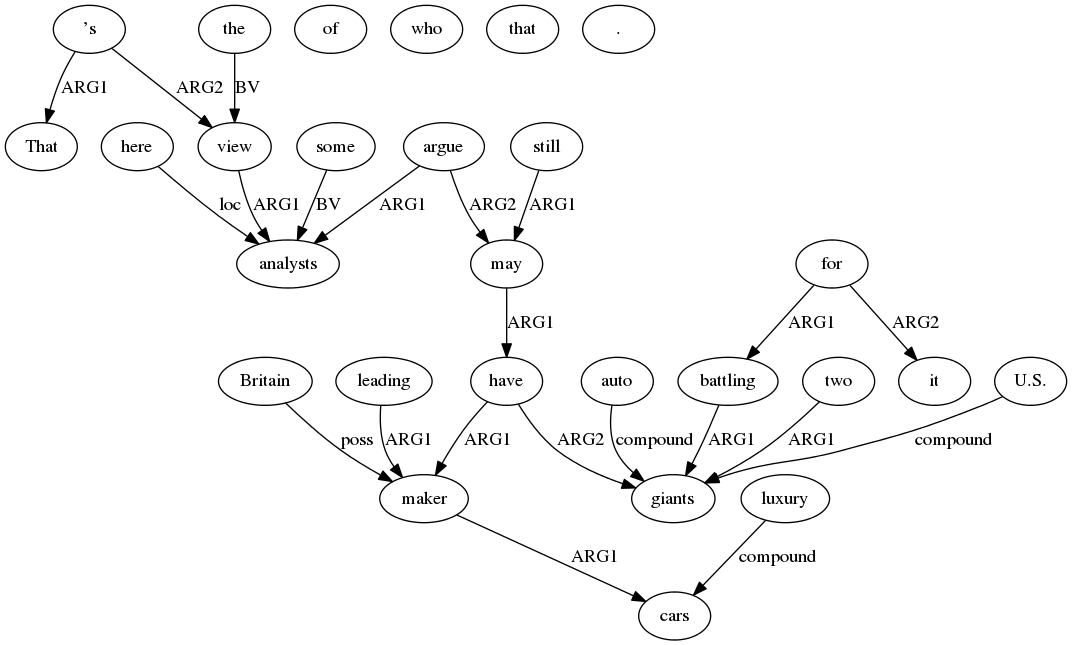 ’s the of who that .
ARG1 ARG2 BV
That here view some argue still
loc ARG1 BV ARG1 ARG2 ARG1
analysts may for
ARG1 ARG1 ARG2
Britain leading have auto battling two it U.S.
poss ARG1 ARG1 ARG2 compound ARG1 ARG1 compound
maker giants luxury
ARG1 compound
cars